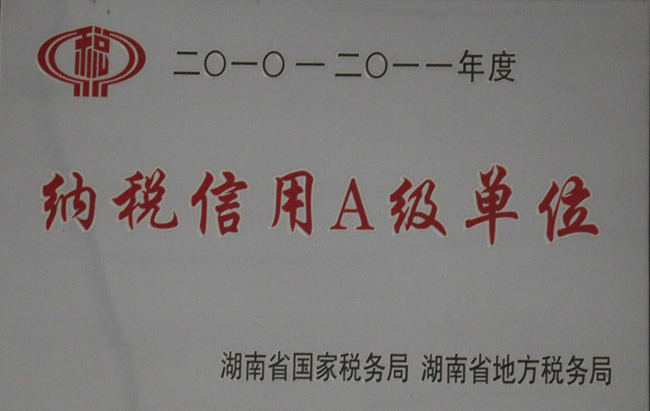 税
二〇一〇一二〇一一年度
纳税信用A级单位
湖南省国家税务局 湖南省地方税务局